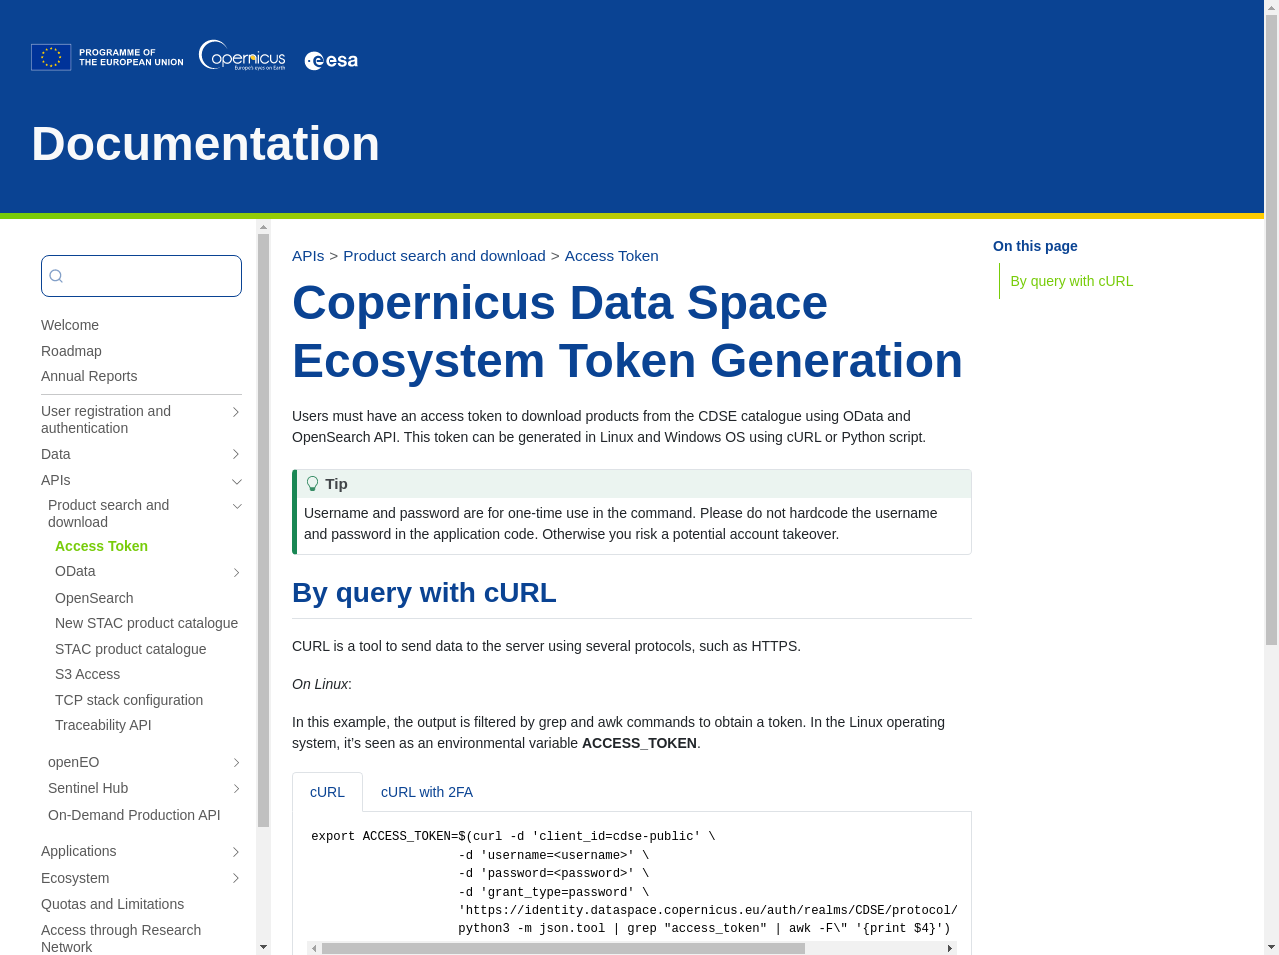 PROGRAMME OF
THE EUROPEAN UNION
opernicus
Europe's eyes on Earth
esa
Documentation
Welcome
Roadmap
Annual Reports
User registration and
authentication
Data
APIs
Product search and
download
Access Token
OData
OpenSearch
New STAC product catalogue
STAC product catalogue
S3 Access
TCP stack configuration
Traceability API
openEO
Sentinel Hub
On-Demand Production API
Applications
Ecosystem
Quotas and Limitations
Access through Research
Network
APIs > Product search and download > Access Token
Copernicus Data Space
Ecosystem Token Generation
Users must have an access token to download products from the CDSE catalogue using OData and
OpenSearch API. This token can be generated in Linux and Windows OS using cURL or Python script.
Tip
Username and password are for one-time use in the command. Please do not hardcode the username
and password in the application code. Otherwise you risk a potential account takeover.
By query with cURL
CURL is a tool to send data to the server using several protocols, such as HTTPS.
On Linux:
In this example, the output is filtered by grep and awk commands to obtain a token. In the Linux operating
system, it’s seen as an environmental variable ACCESS_TOKEN.
cURL cURL with 2FA
export ACCESS_TOKEN=$(curl -d 'client_id=cdse-public' \
-d 'username=<username>' \
-d 'password=<password>' \
-d 'grant_type=password' \
'https://identity.dataspace.copernicus.eu/auth/realms/CDSE/protocol/
python3 -m json.tool | grep "access_token" | awk -F\" '{print $4}')
On this page
By query with cURL